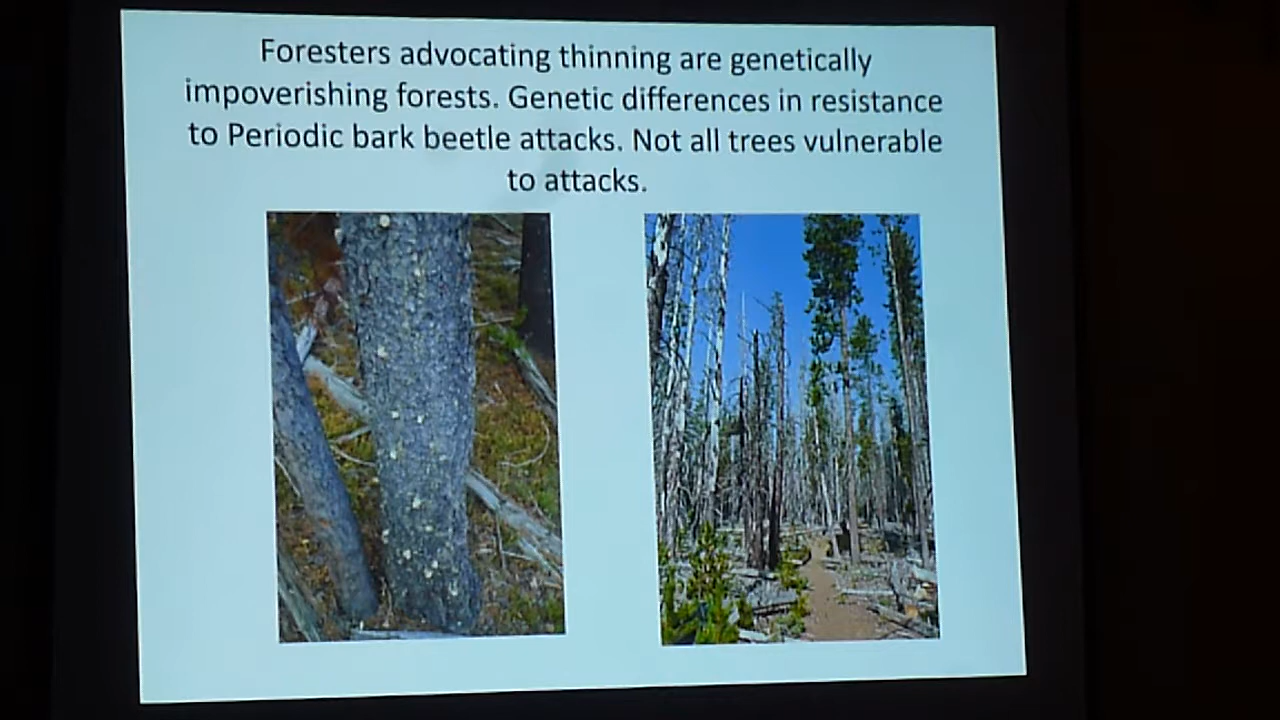 Foresters advocating thinning are genetically
impoverishing forests. Genetic differences in resistance
to Periodic bark beetle attacks. Not all trees vulnerable
to attacks.